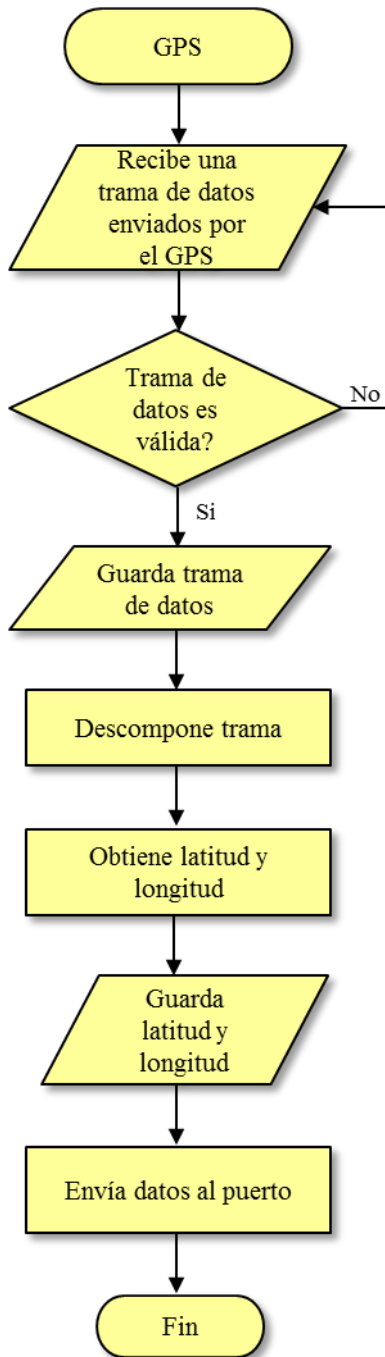 GPS
Recibe una
trama de datos
enviados por
el GPS
Trama de
datos es
válida?
No
Si
Guarda trama
de datos
Descompone trama
Obtiene latitud y
longitud
Guarda
latitud y
longitud
Envía datos al puerto
Fin